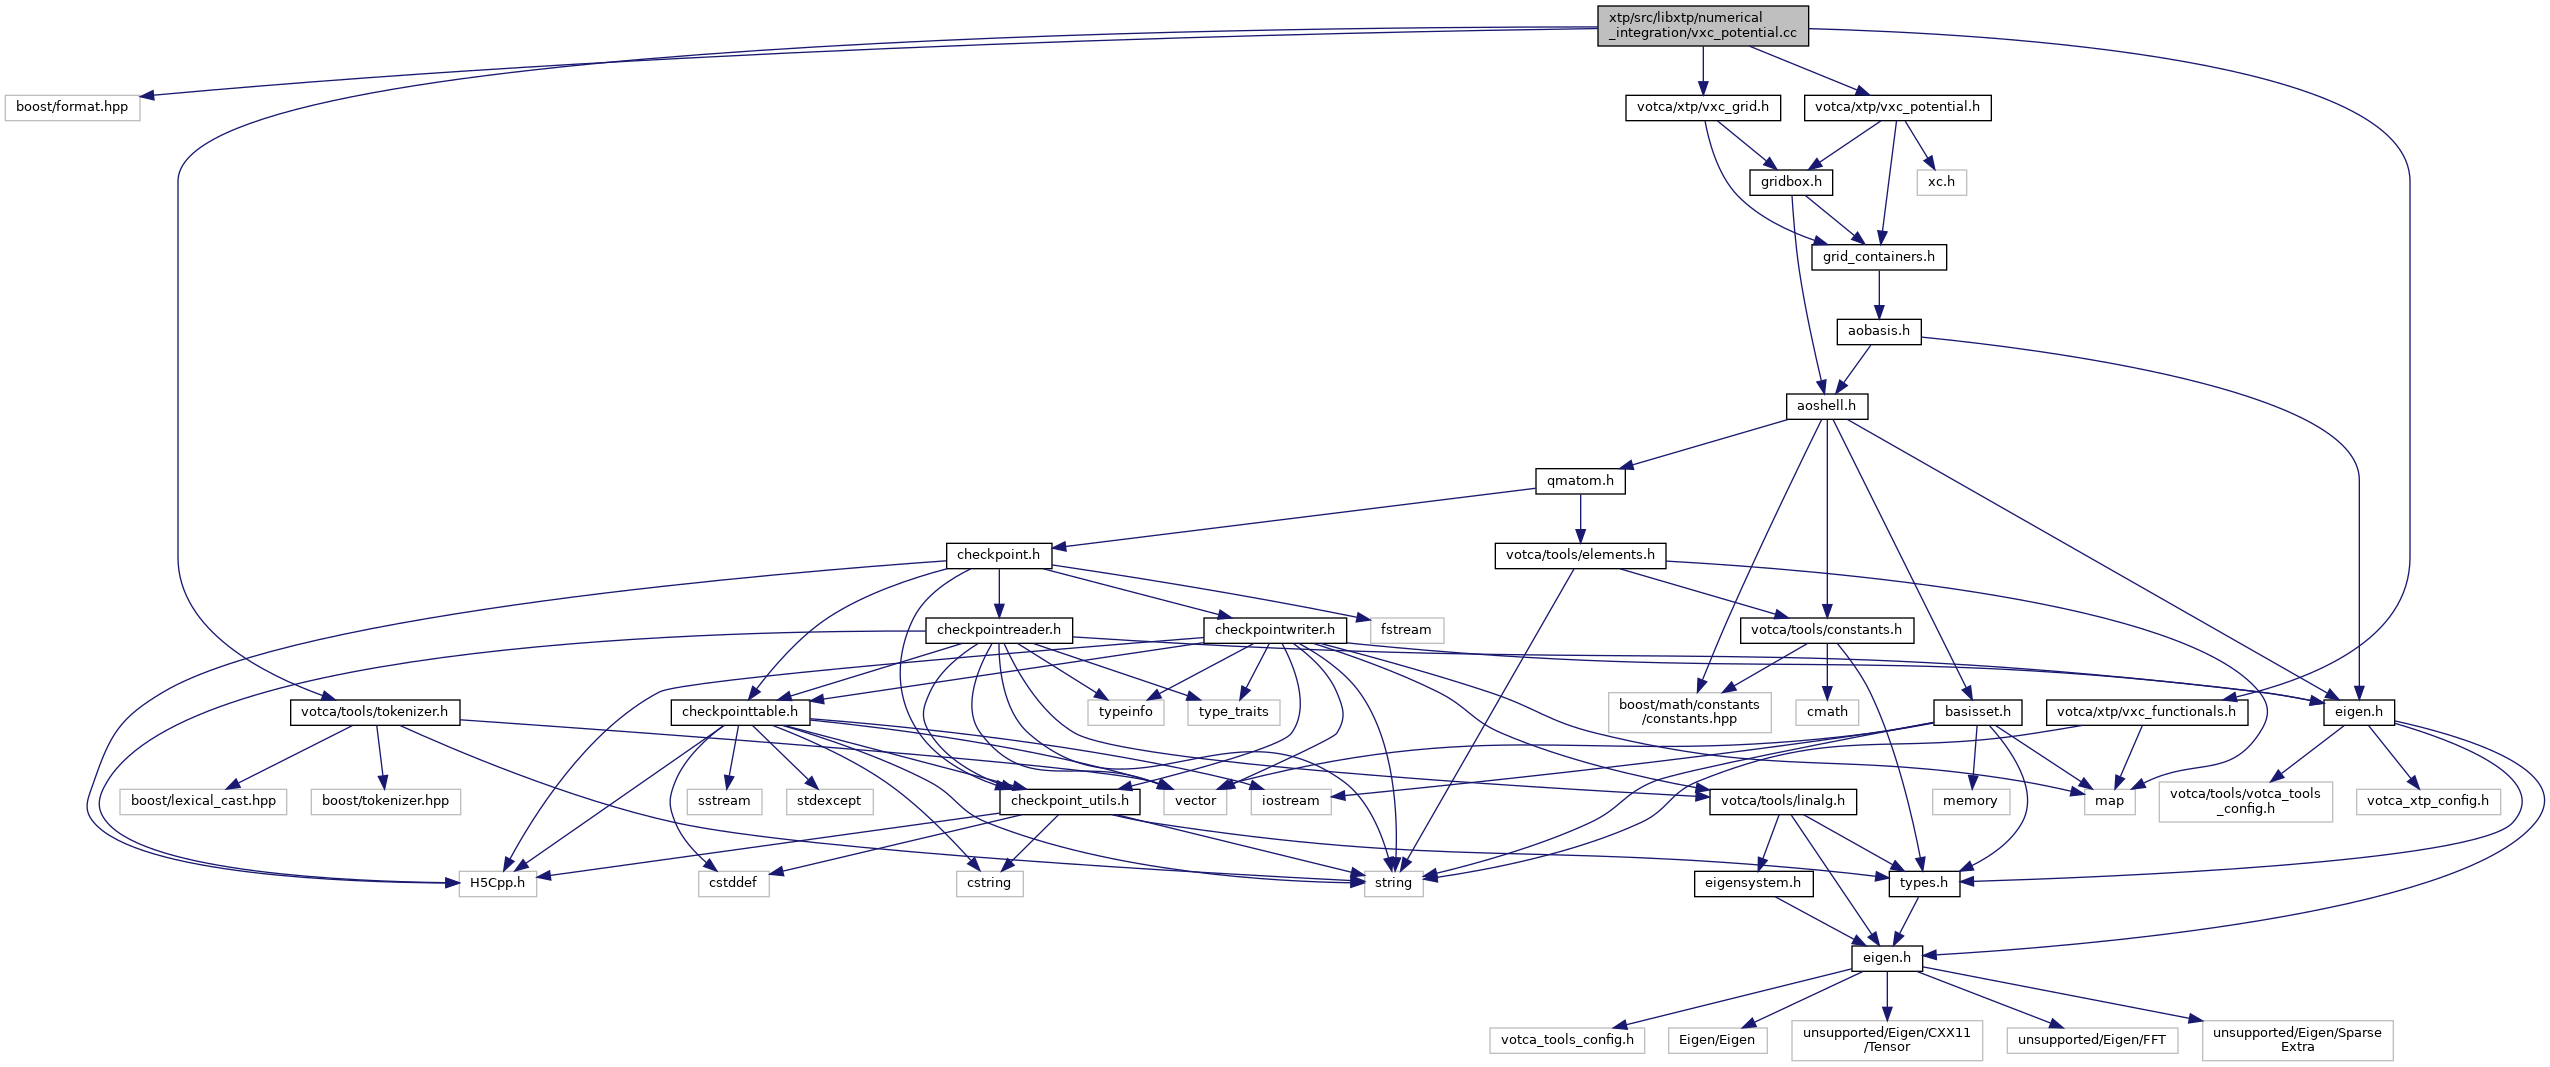 xtp/src/libxtp/numerical
_integration/vxc_potential.cc
boost/format.hpp
votca/xtp/vxc_grid.h
votca/xtp/vxc_potential.h
gridbox.h
xc.h
grid_containers.h
aobasis.h
aoshell.h
qmatom.h
checkpoint.h
votca/tools/elements.h
checkpointreader.h
checkpointwriter.h
fstream
votca/tools/constants.h
votca/tools/tokenizer.h
checkpointtable.h
typeinfo
type_traits
boost/math/constants
/constants.hpp
cmath
basisset.h
votca/xtp/vxc_functionals.h
eigen.h
boost/lexical_cast.hpp
boost/tokenizer.hpp
sstream
stdexcept
checkpoint_utils.h
vector
iostream
votca/tools/linalg.h
memory
map
votca/tools/votca_tools
_config.h
votca_xtp_config.h
H5Cpp.h
cstddef
cstring
string
eigensystem.h
types.h
eigen.h
votca_tools_config.h
Eigen/Eigen
unsupported/Eigen/CXX11
/Tensor
unsupported/Eigen/FFT
unsupported/Eigen/Sparse
Extra